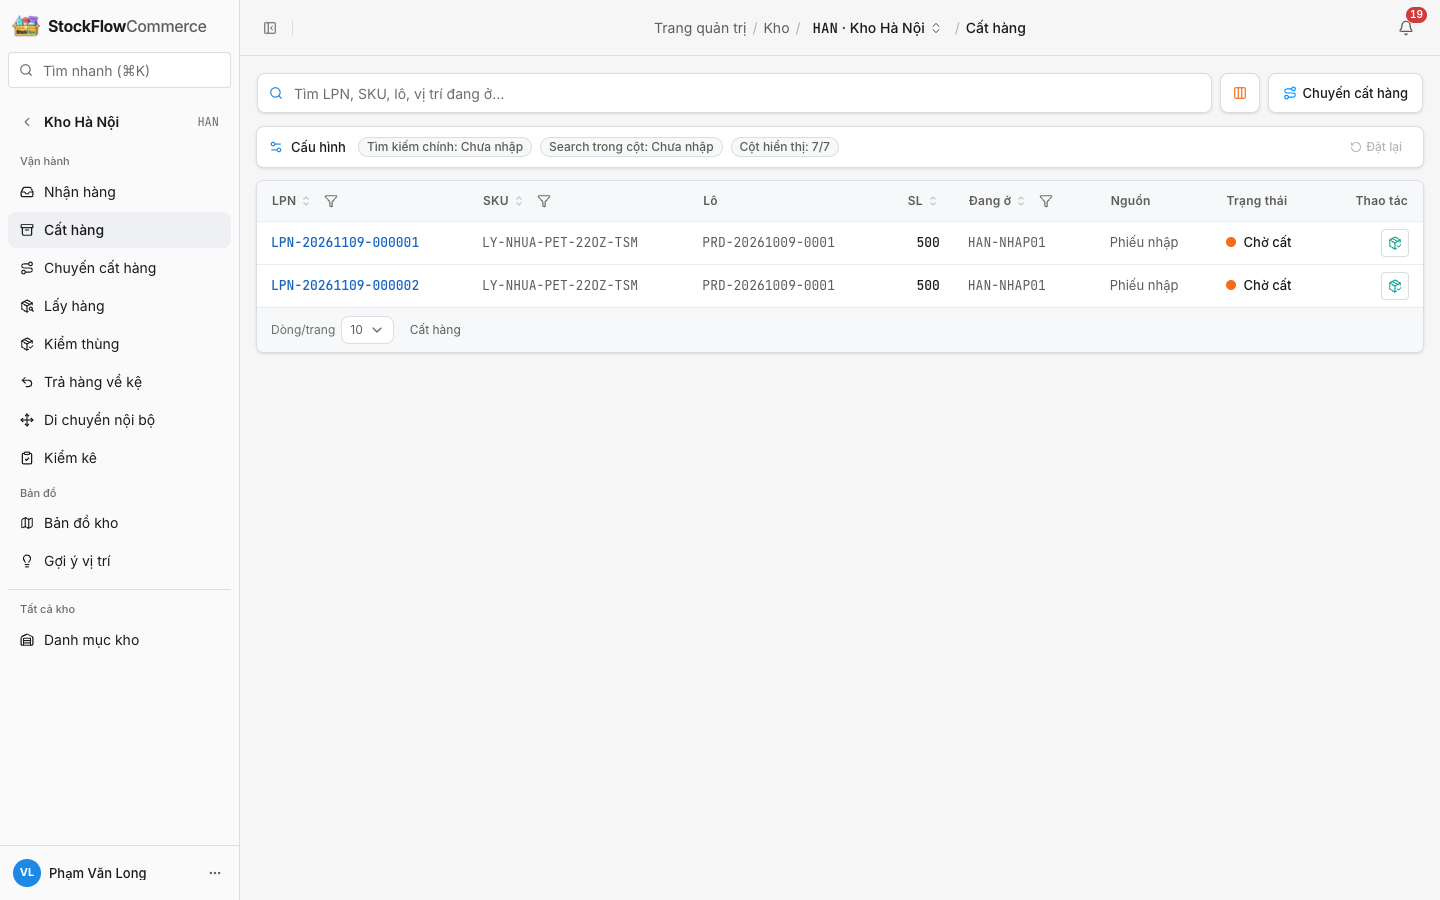 StockFlowCommerce
Tìm nhanh (⌘K)
Kho Hà Nội HAN
Vận hành
Nhận hàng
Cất hàng
Chuyến cất hàng
Lấy hàng
Kiểm thùng
Trả hàng về kệ
Di chuyển nội bộ
Kiểm kê
Bản đồ
Bản đồ kho
Gợi ý vị trí
Tất cả kho
Danh mục kho
VL Phạm Văn Long
Trang quản trị / Kho / HAN · Kho Hà Nội / Cất hàng
19
Tìm LPN, SKU, lô, vị trí đang ở...
Chuyến cất hàng
Cấu hình Tìm kiếm chính: Chưa nhập Search trong cột: Chưa nhập Cột hiển thị: 7/7 Đặt lại
LPN SKU Lô SL Đang ở Nguồn Trạng thái Thao tác
LPN-20261109-000001 LY-NHUA-PET-22OZ-TSM PRD-20261009-0001 500 HAN-NHAP01 Phiếu nhập Chờ cất
LPN-20261109-000002 LY-NHUA-PET-22OZ-TSM PRD-20261009-0001 500 HAN-NHAP01 Phiếu nhập Chờ cất
Dòng/trang 10 Cất hàng